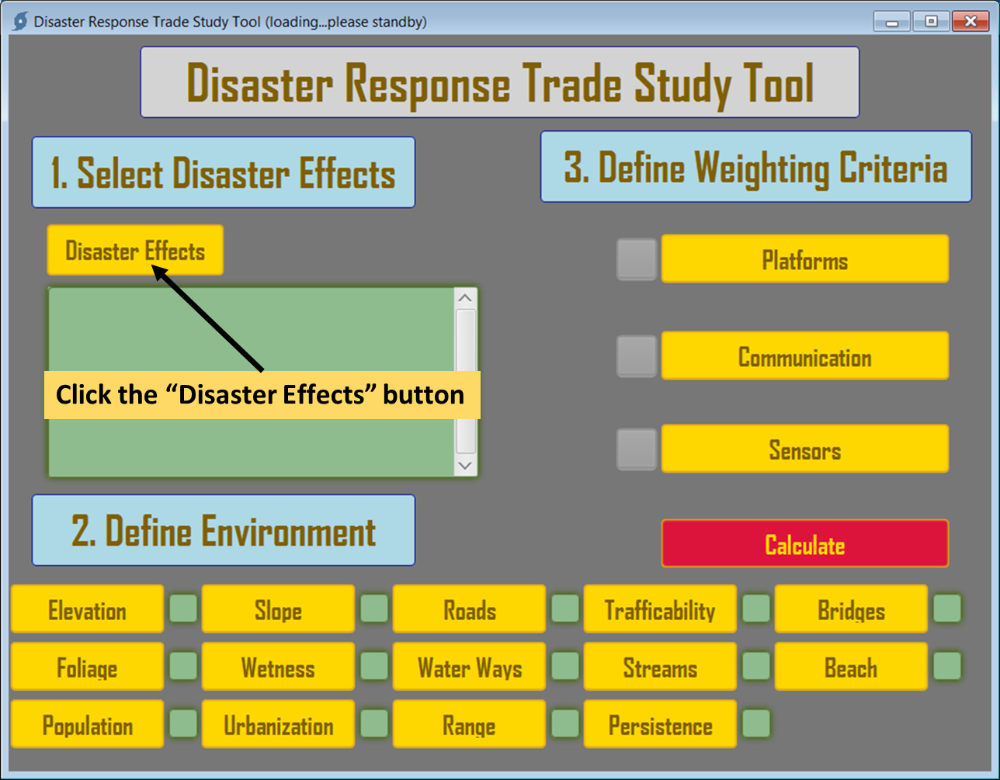 Disaster Response Trade Study Tool (loading...please standby)
Disaster Response Trade Study Tool
1. Select Disaster Effects
Disaster Effects
Click the “Disaster Effects” button
2. Define Environment
3. Define Weighting Criteria
Platforms
Communication
Sensors
Calculate
Elevation
Slope
Roads
Trafficability
Bridges
Foliage
Wetness
Water Ways
Streams
Beach
Population
Urbanization
Range
Persistence